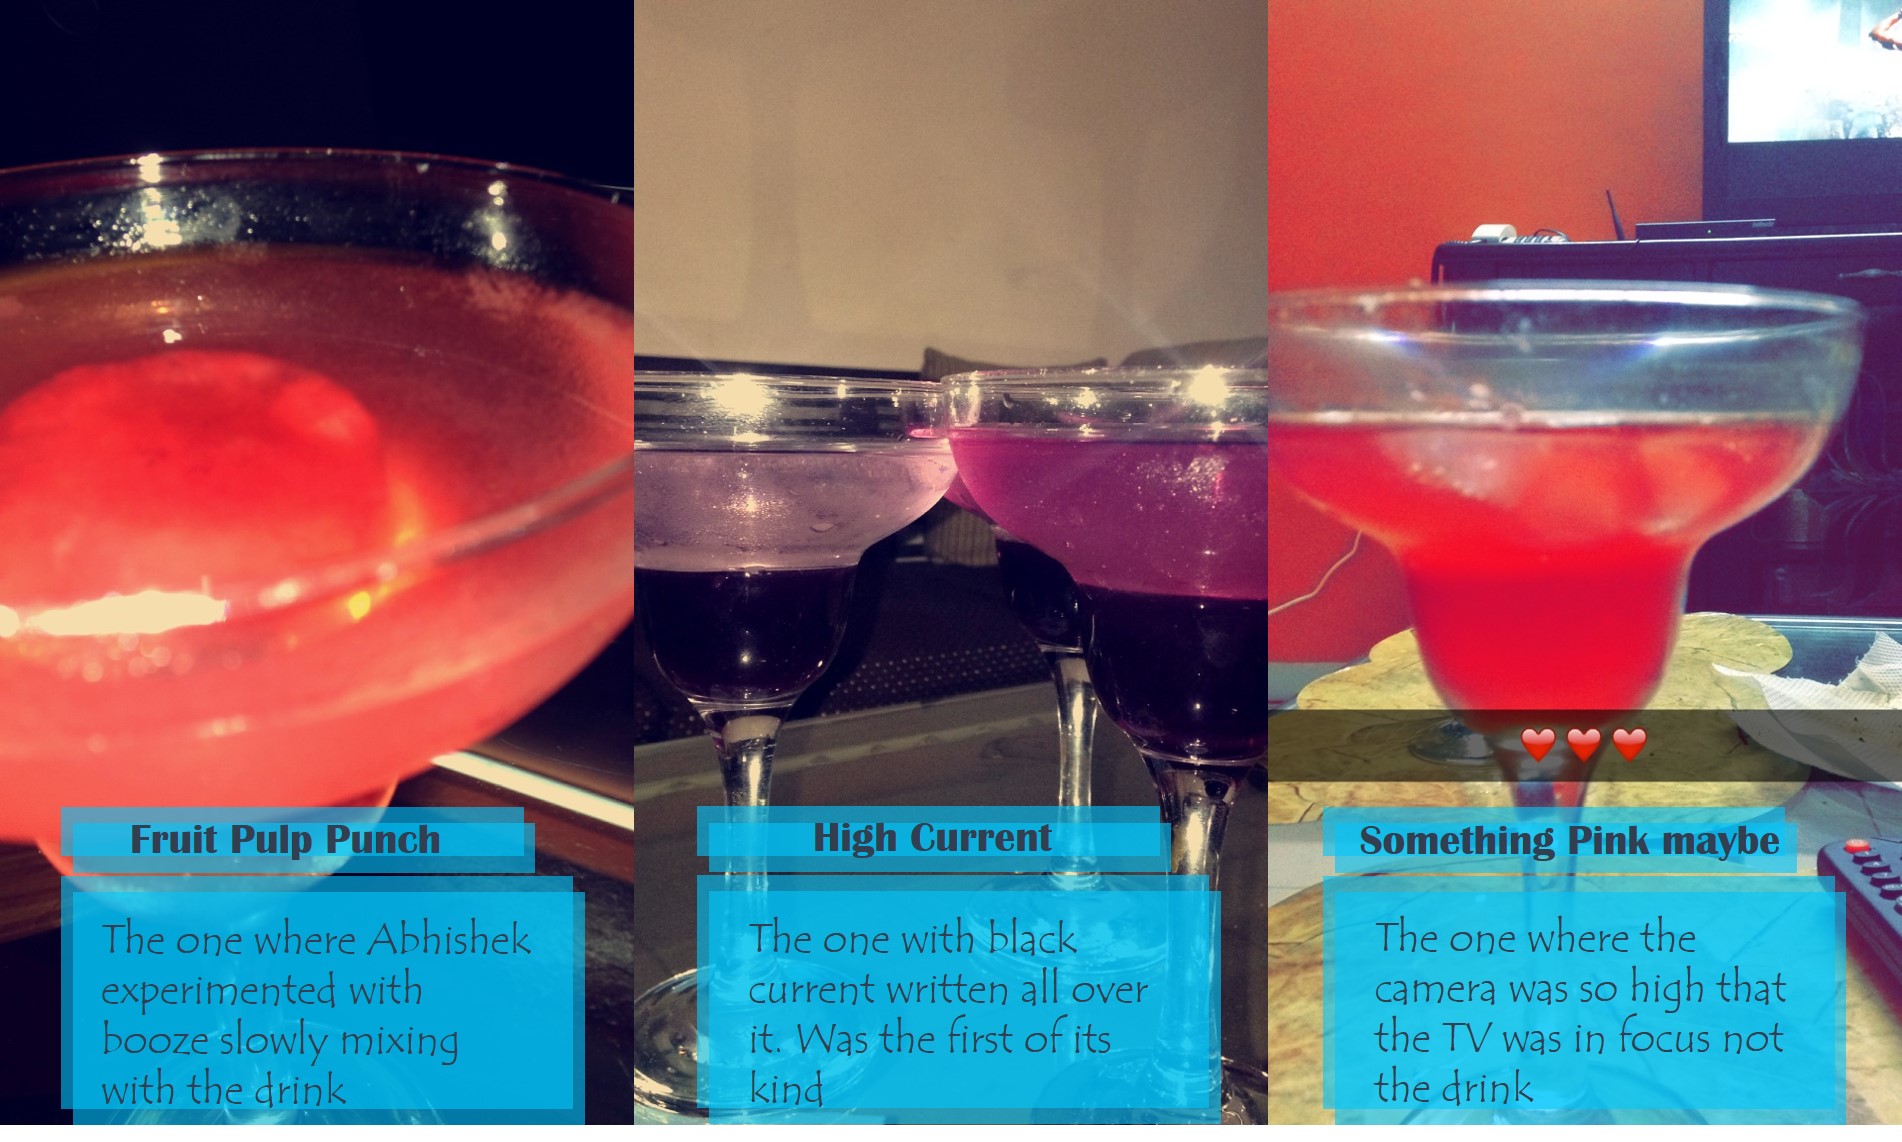 Fruit Pulp Punch
The one where Abhishek
experimented with
booze slowly mixing
with the drink
High Current
The one with black
current written all over
it. Was the first of its
kind
❤❤❤
Something Pink maybe
The one where the
camera was so high that
the TV was in focus not
the drink